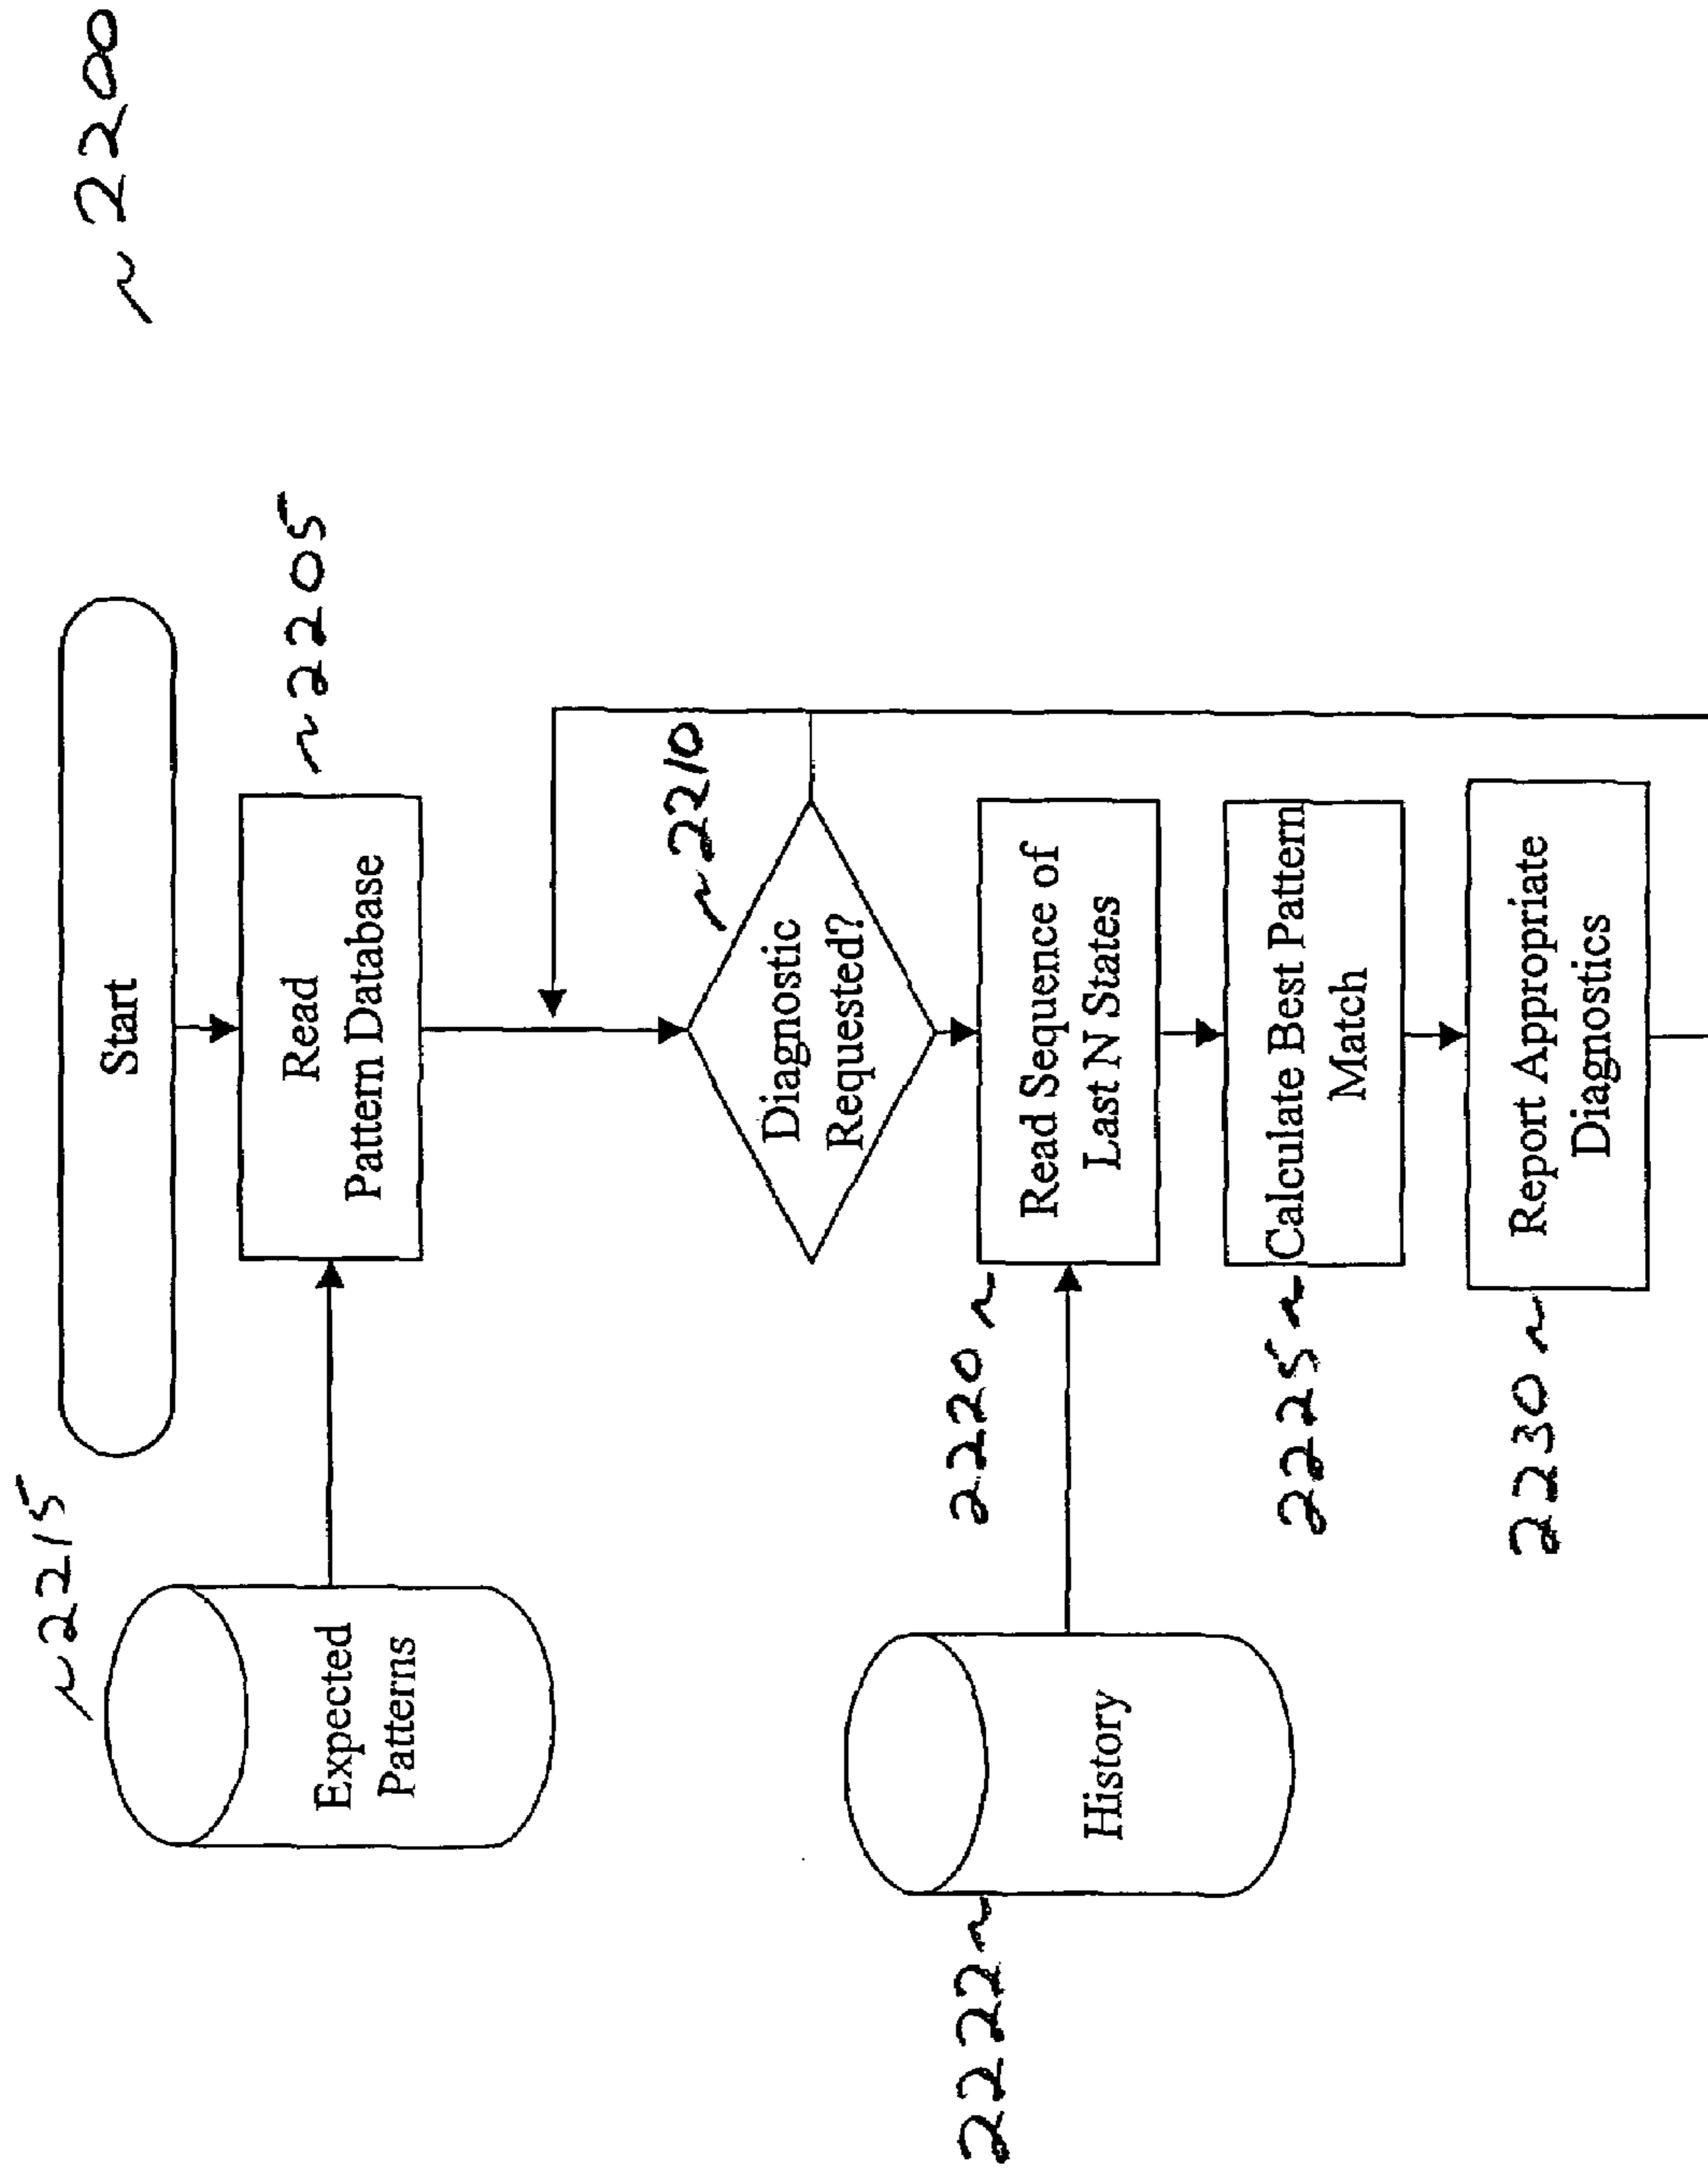 ~2200
Start
~2215
Read
Pattern Database
~2205
Expected
Patterns
~2210
Diagnostic
Requested?
2220~
Read Sequence of
Last N States
2222~
History
2225~
Calculate Best Pattern
Match
2230~
Report Appropriate
Diagnostics